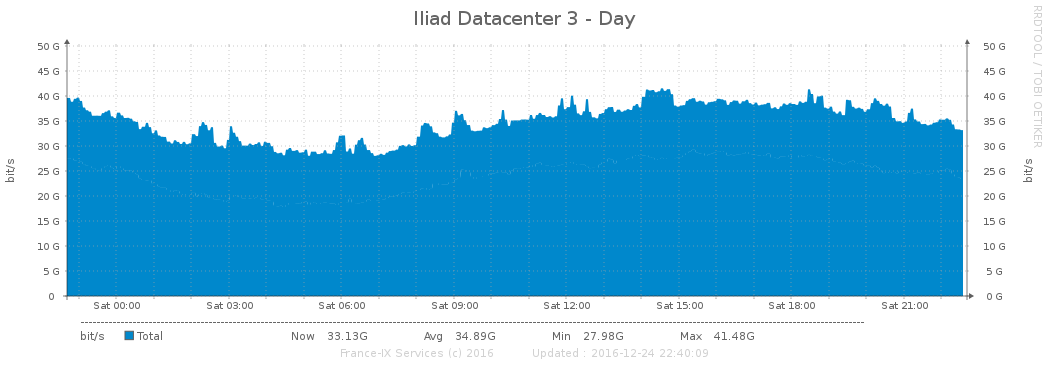 Iliad Datacenter 3 - Day
RRDTOOL / TOBI OETIKER
bit/s
50 G 50 G
45 G 45 G
40 G 40 G
35 G 35 G
30 G 30 G
25 G 25 G
20 G 20 G
15 G 15 G
10 G 10 G
5 G 5 G
0 0 G
bit/s
Sat 00:00 Sat 03:00 Sat 06:00 Sat 09:00 Sat 12:00 Sat 15:00 Sat 18:00 Sat 21:00
bit/s Total Now 33.13G Avg 34.89G Min 27.98G Max 41.48G
France-IX Services (c) 2016 Updated : 2016-12-24 22:40:09